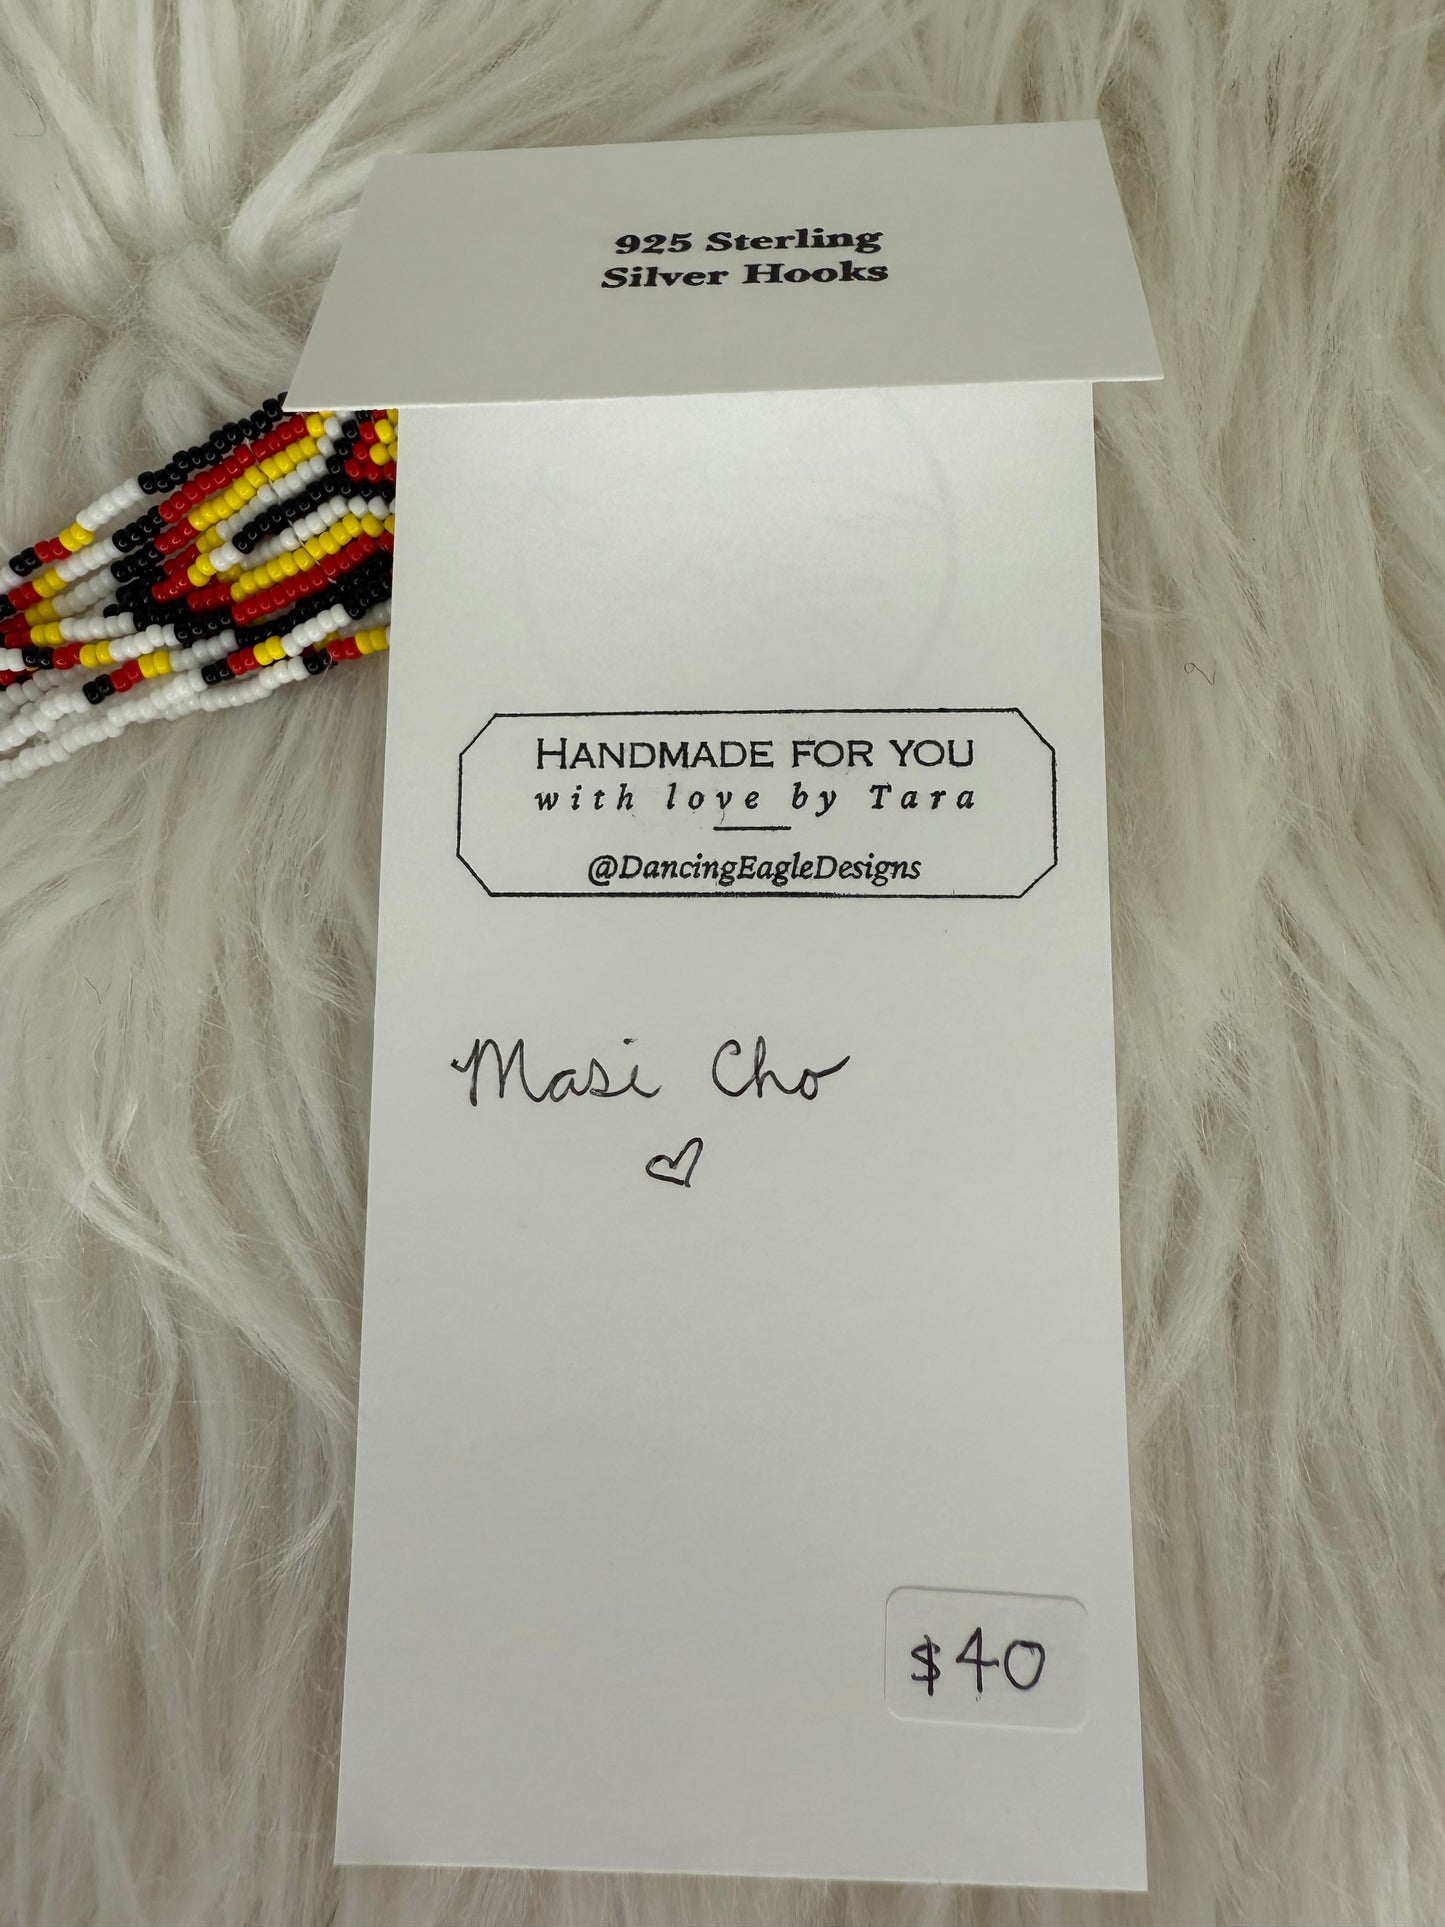 925 Sterling
Silver Hooks
HANDMADE FOR YOU
with love by Tara
@DancingEagleDesigns
Masi Cho
$40